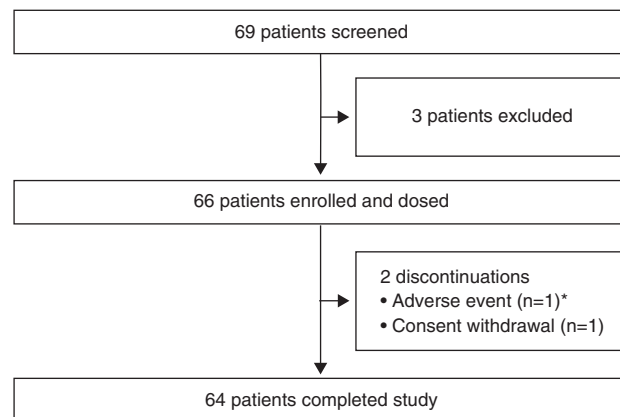 69 patients screened
3 patients excluded
66 patients enrolled and dosed
2 discontinuations
• Adverse event (n=1)*
• Consent withdrawal (n=1)
64 patients completed study